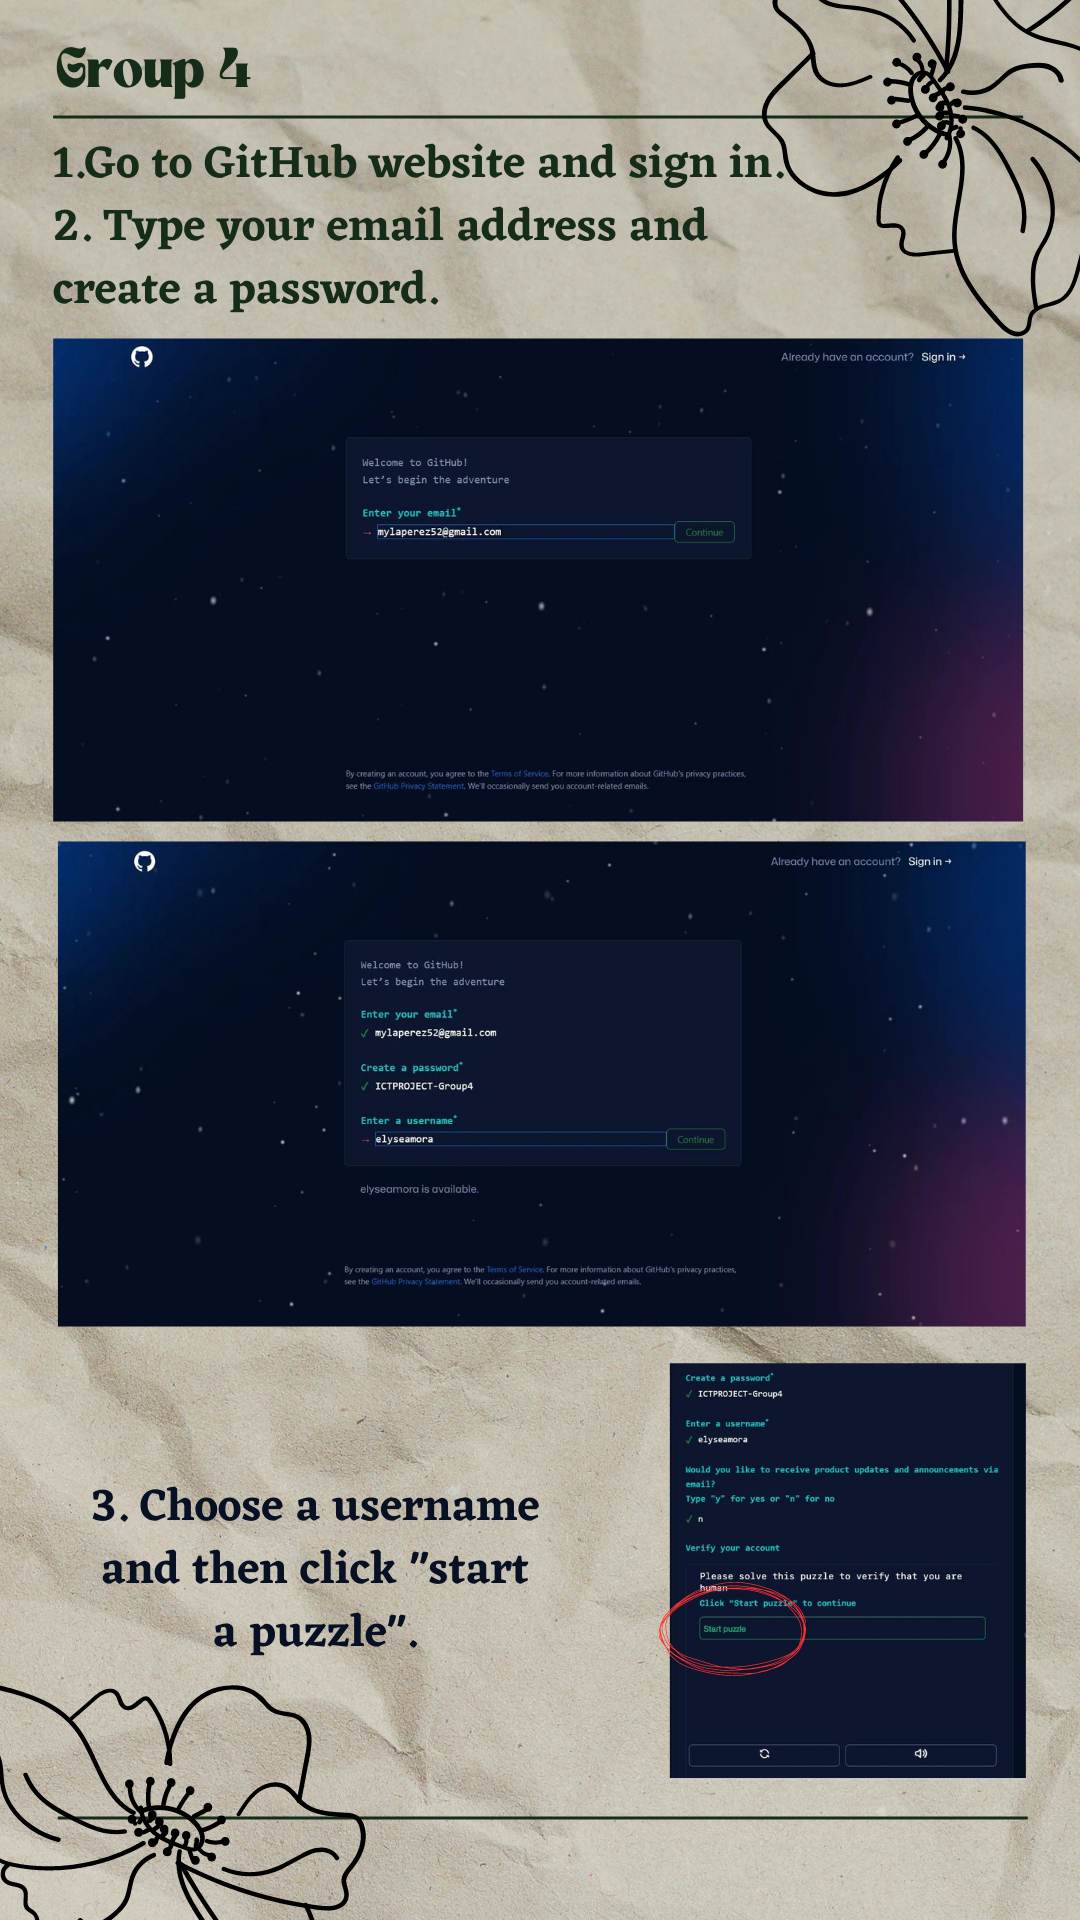 Group 4
1.Go to GitHub website and sign in.
2. Type your email address and
create a password.
Already have an account? Sign in →
Welcome to GitHub!
Let's begin the adventure
Enter your email*
→ mylaperez52@gmail.com Continue
By creating an account, you agree to the Terms of Service. For more information about GitHub's privacy practices,
see the GitHub Privacy Statement. We'll occasionally send you account-related emails.
Already have an account? Sign in →
Welcome to GitHub!
Let's begin the adventure
Enter your email*
✓ mylaperez52@gmail.com
Create a password*
✓ ICTPROJECT-Group4
Enter a username*
→ elyseamora Continue
elyseamora is available.
By creating an account, you agree to the Terms of Service. For more information about GitHub's privacy practices,
see the GitHub Privacy Statement. We'll occasionally send you account-related emails.
3. Choose a username
and then click "start
a puzzle".
Create a password*
✓ ICTPROJECT-Group4
Enter a username*
✓ elyseamora
Would you like to receive product updates and announcements via
email?
Type "y" for yes or "n" for no
✓ n
Verify your account
Please solve this puzzle to verify that you are
human
Click "Start puzzle" to continue
Start puzzle